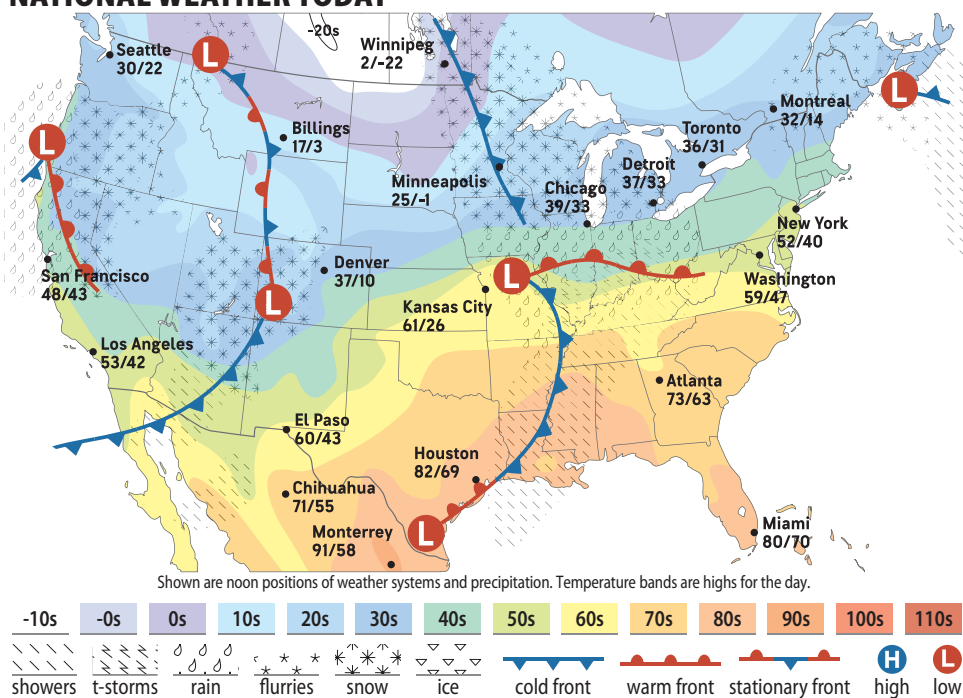 NATIONAL WEATHER TODAY
-20s
Seattle
30/22
L
Winnipeg
2/-22
L
Montreal
32/14
Billings
17/3
Toronto
36/31
L
Detroit
37/33
Minneapolis
25/-1
Chicago
39/33
New York
52/40
San Francisco
48/43
Denver
37/10
L
L
Washington
59/47
Kansas City
61/26
Los Angeles
53/42
Atlanta
73/63
El Paso
60/43
Houston
82/69
Chihuahua
71/55
Monterrey
91/58
L
Miami
80/70
Shown are noon positions of weather systems and precipitation. Temperature bands are highs for the day.
-10s -0s 0s 10s 20s 30s 40s 50s 60s 70s 80s 90s 100s 110s
H L
showers t-storms rain flurries snow ice cold front warm front stationary front high low